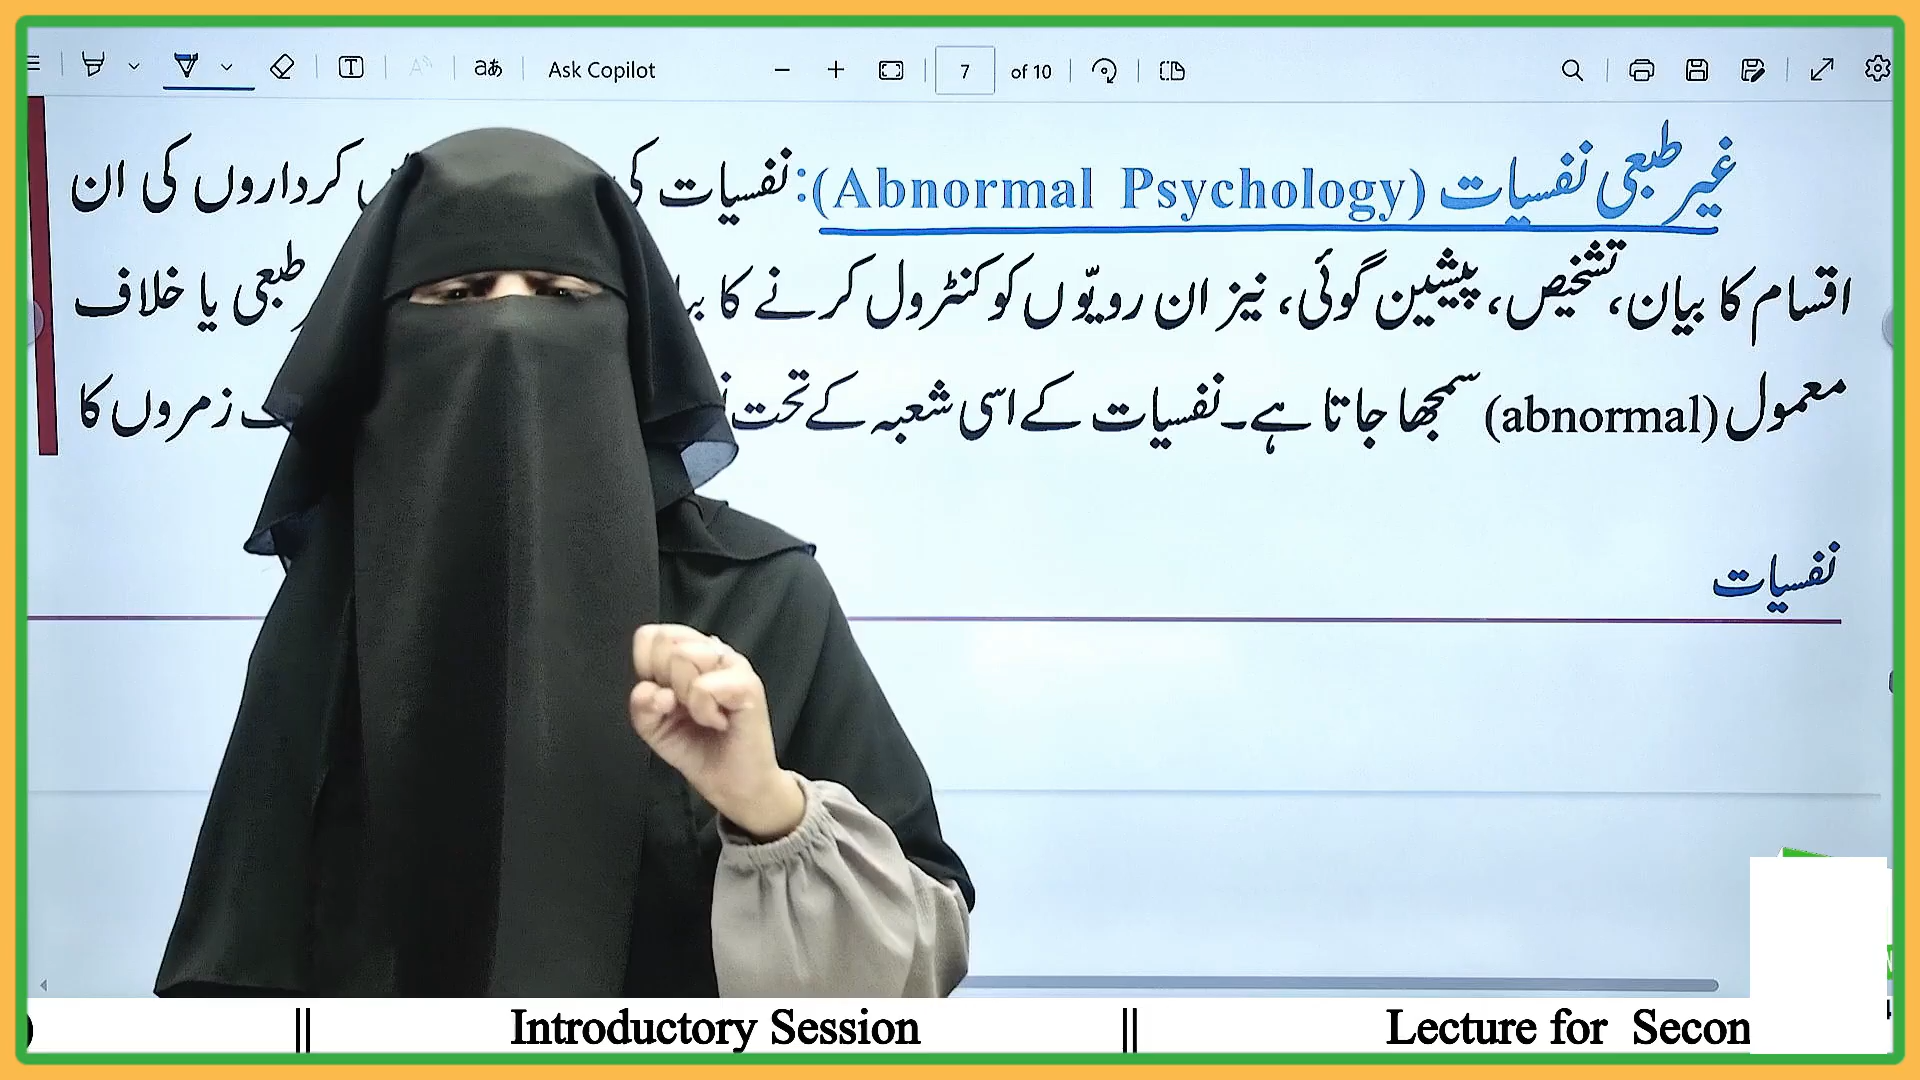 Ask Copilot
7 of 10
غیر طبعی نفسیات (Abnormal Psychology): نفسیات کی کرداروں کی ان
اقسام کا بیان، تشخیص، پیشین گوئی، نیز ان رویّوں کو کنٹرول کرنے کا طبعی یا خلاف
معمول (abnormal) سمجھا جاتا ہے۔ نفسیات کے اسی شعبہ کے تحت زمروں کا
نفسیات
Introductory Session || Lecture for Secon